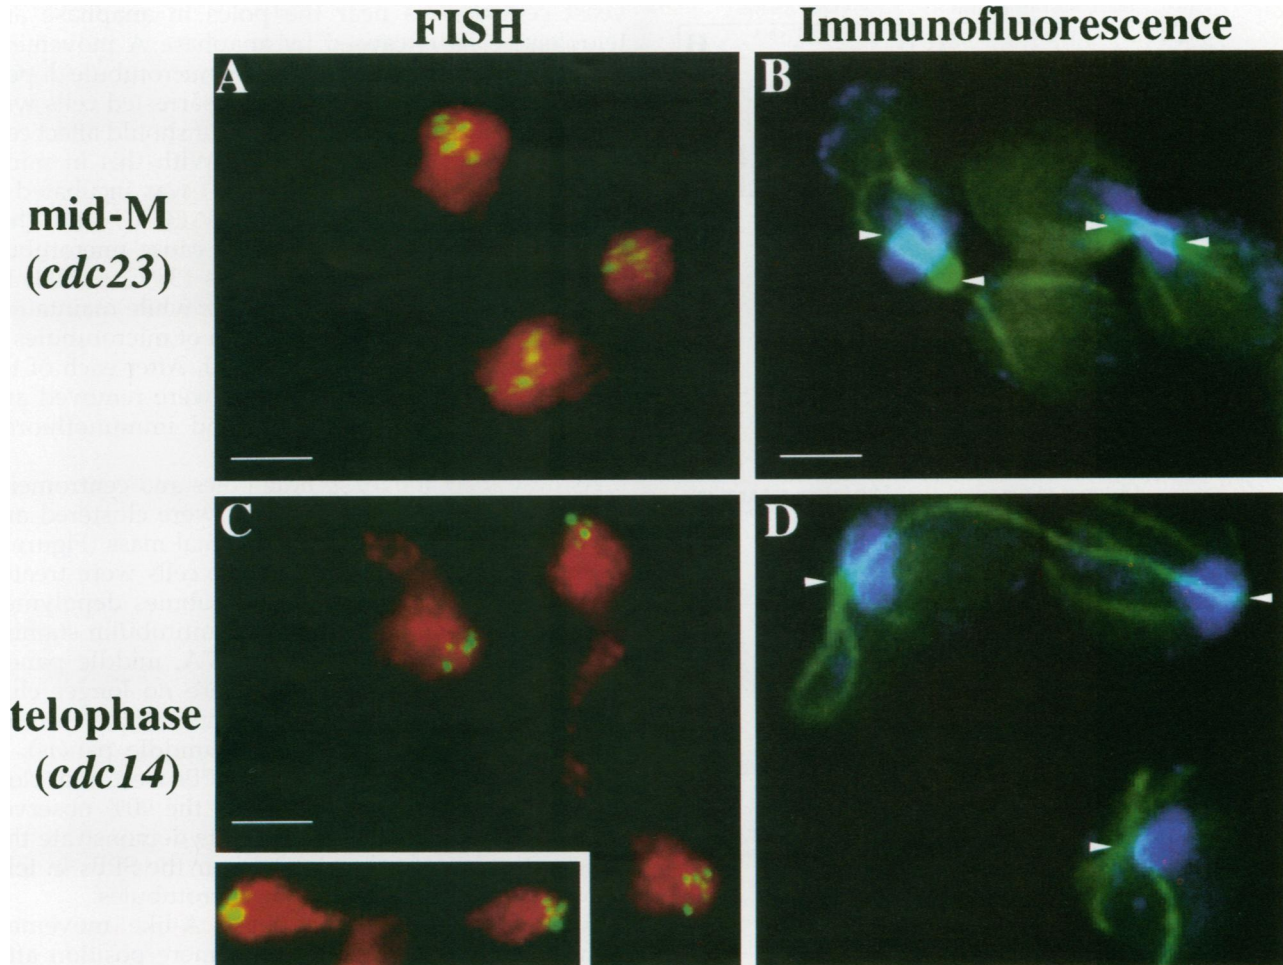 FISH
Immunofluorescence
A
B
mid-M
(cdc23)
C
D
telophase
(cdc14)